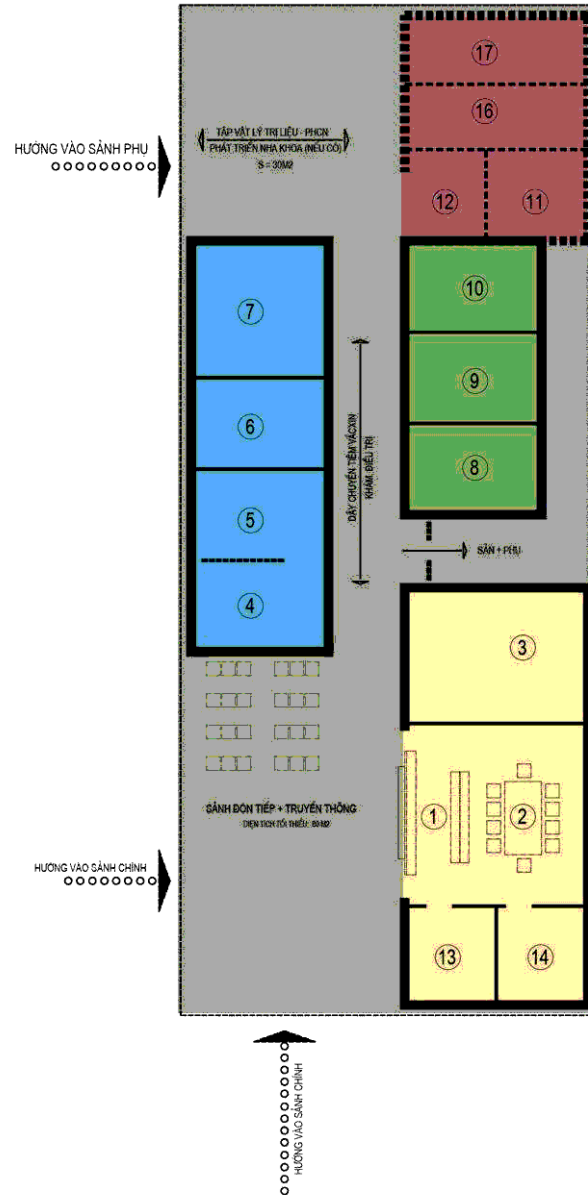 17
TẬP VẬT LÝ TRỊ LIỆU - PHCN
PHÁT TRIỂN NHA KHOA (NẾU CÓ)
S = 30M2
HƯỚNG VÀO SẢNH PHỤ
16
12
11
7
10
6
9
DÂY CHUYỀN TIÊM VẮCXIN
KHÁM, ĐIỀU TRỊ
8
5
SẢN + PHỤ
4
3
SẢNH ĐÓN TIẾP + TRUYỀN THÔNG
DIỆN TÍCH TỐI THIỂU: 80 M2
1
2
HƯỚNG VÀO SẢNH CHÍNH
13
14
HƯỚNG VÀO SẢNH CHÍNH